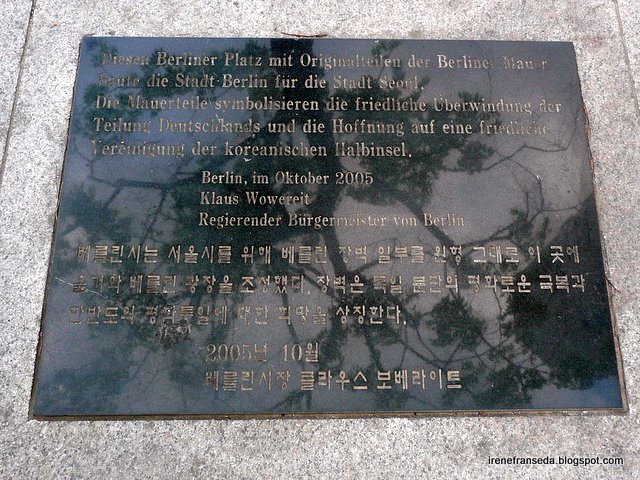 Diesen Berliner Platz mit Originalteilen der Berliner Mauer
baute die Stadt Berlin für die Stadt Seoul.
Die Mauerteile symbolisieren die friedliche Überwindung der
Teilung Deutschlands und die Hoffnung auf eine friedliche
Vereinigung der koreanischen Halbinsel.
Berlin, im Oktober 2005
Klaus Wowereit
Regierender Bürgermeister von Berlin
베를린시는 서울시를 위해 베를린 장벽 일부를 원형 그대로 이 곳에
옮겨와 베를린 광장을 조성했다. 장벽은 독일 분단의 평화로운 극복과
한반도의 평화통일에 대한 희망을 상징한다.
2005년 10월
베를린시장 클라우스 보베라이트
irenefranseda.blogspot.com